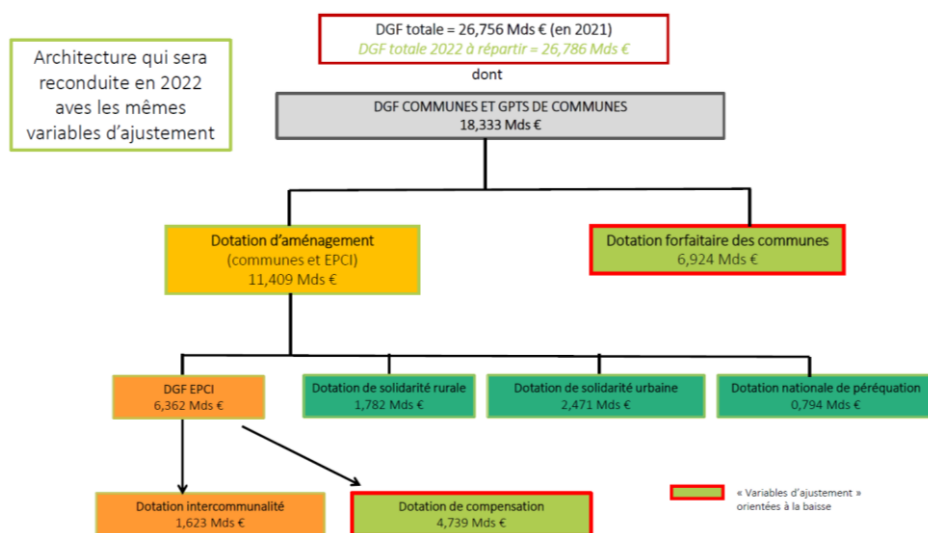 DGF totale = 26,756 Mds € (en 2021)
DGF totale 2022 à répartir = 26,786 Mds €
Architecture qui sera
reconduite en 2022
aves les mêmes
variables d'ajustement
dont
DGF COMMUNES ET GPTS DE COMMUNES
18,333 Mds €
Dotation d'aménagement
(communes et EPCI)
11,409 Mds €
Dotation forfaitaire des communes
6,924 Mds €
DGF EPCI
6,362 Mds €
Dotation de solidarité rurale
1,782 Mds €
Dotation de solidarité urbaine
2,471 Mds €
Dotation nationale de péréquation
0,794 Mds €
Dotation intercommunalité
1,623 Mds €
Dotation de compensation
4,739 Mds €
« Variables d'ajustement »
orientées à la baisse